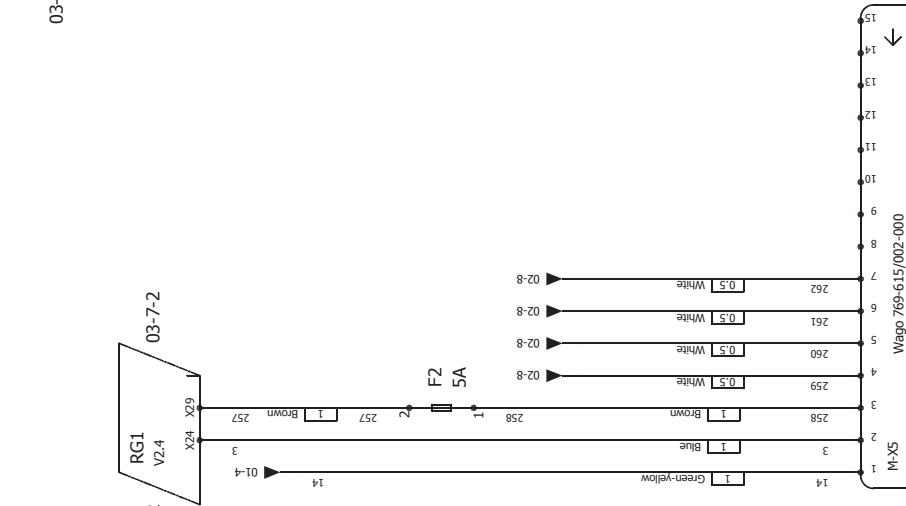 03-
15
14
13
12
11
10
9
8
02-8 White 0.5 262 7
02-8 White 0.5 261 6
02-8 White 0.5 260 5
02-8 White 0.5 259 4
Wago 769-615/002-000
03-7-2
F2
5A
X29 257 Brown 1 257 2 1 258 Brown 1 258 3
RG1
V2.4
X24 3 Blue 1 3 2
01-4 14 Green-yellow 1 14 1
M-X5